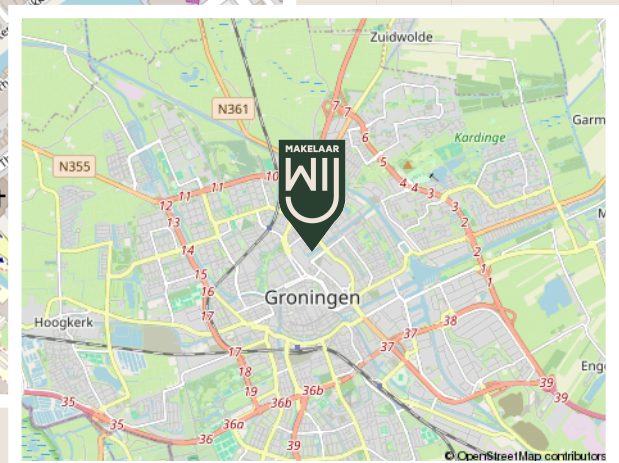 Zuidwolde
N361
7
7
6
Garm
Kardinge
MAKELAAR
WIJ
5
N355
10
11
11
4
4
3
3
12
2
13
2
14
1
15
1
16
Groningen
17
38
Hoogkerk
37
17
37
Enge
18
39
19
36b
36b
35
35
36a
36
39
39
© OpenStreetMap contributors